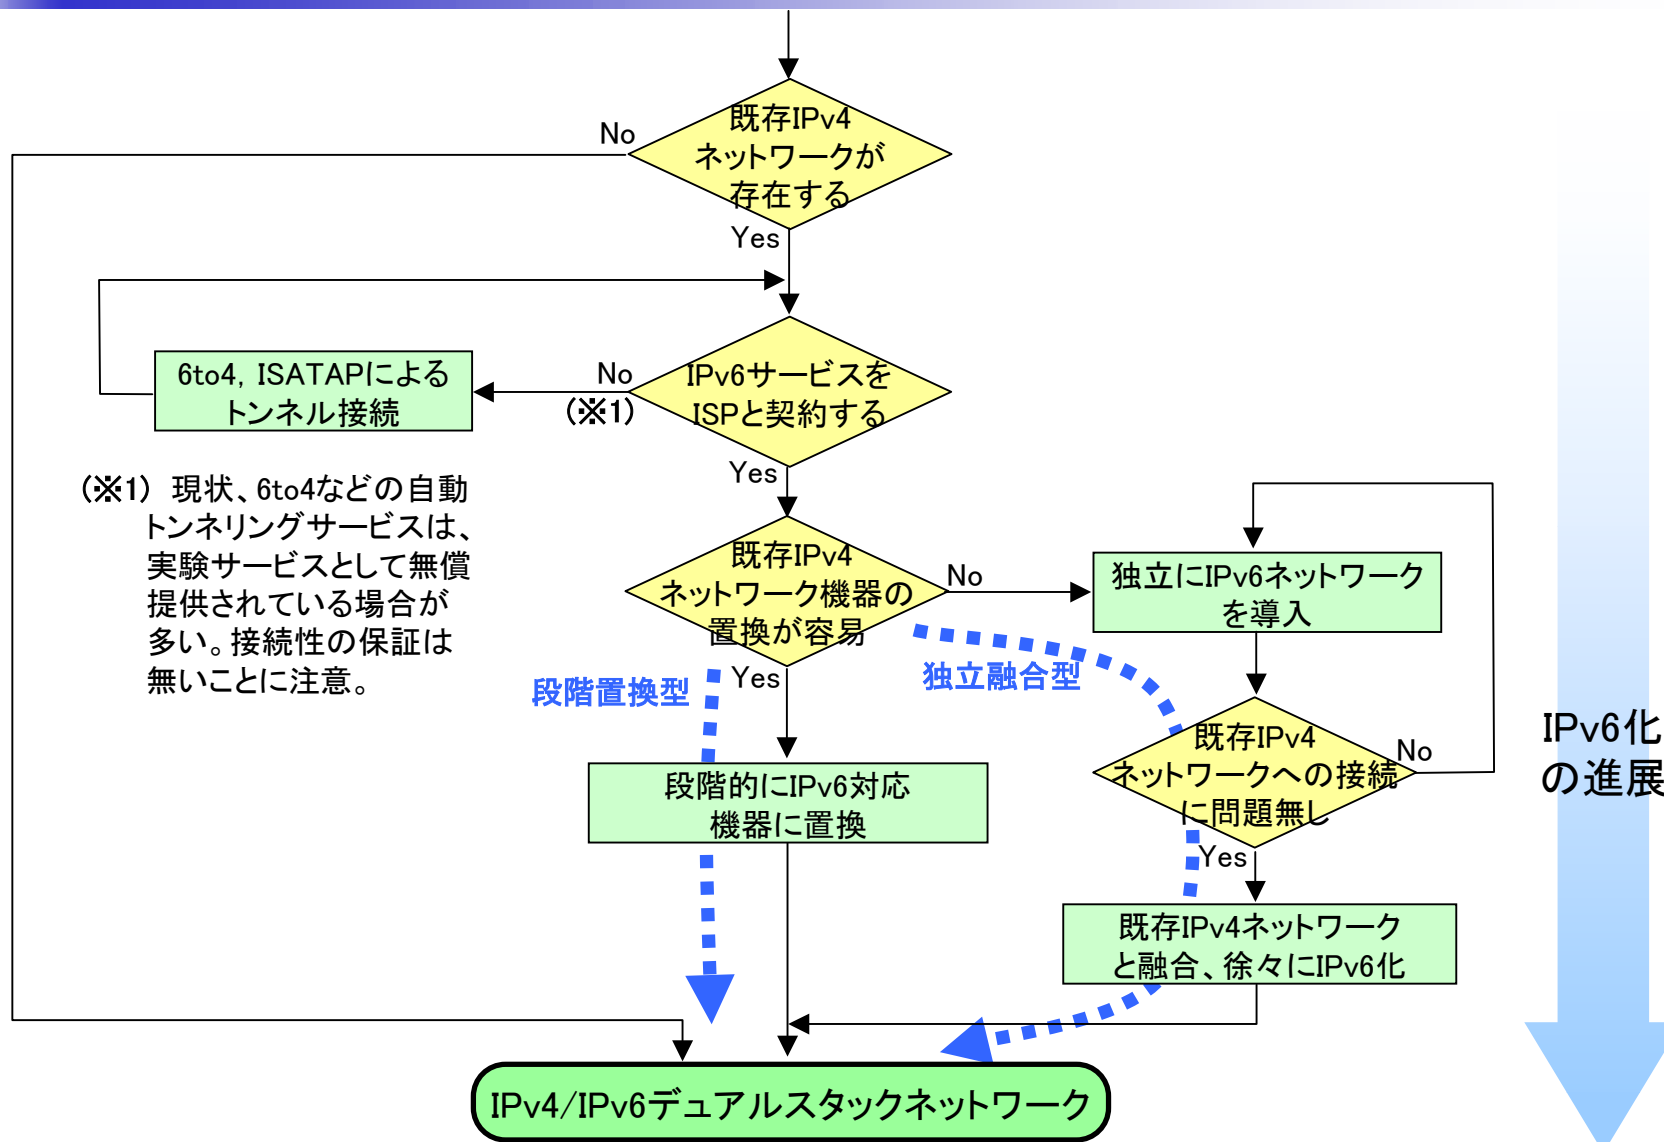 既存IPv4
ネットワークが
存在する
No
Yes
IPv6サービスを
ISPと契約する
No
(※1)
6to4, ISATAPによる
トンネル接続
Yes
(※1) 現状、6to4などの自動
トンネリングサービスは、
実験サービスとして無償
提供されている場合が
多い。接続性の保証は
無いことに注意。
既存IPv4
ネットワーク機器の
置換が容易
No
独立にIPv6ネットワーク
を導入
Yes
段階置換型
独立融合型
既存IPv4
ネットワークへの接続
に問題無し
No
IPv6化
の進展
段階的にIPv6対応
機器に置換
Yes
既存IPv4ネットワーク
と融合、徐々にIPv6化
IPv4/IPv6デュアルスタックネットワーク